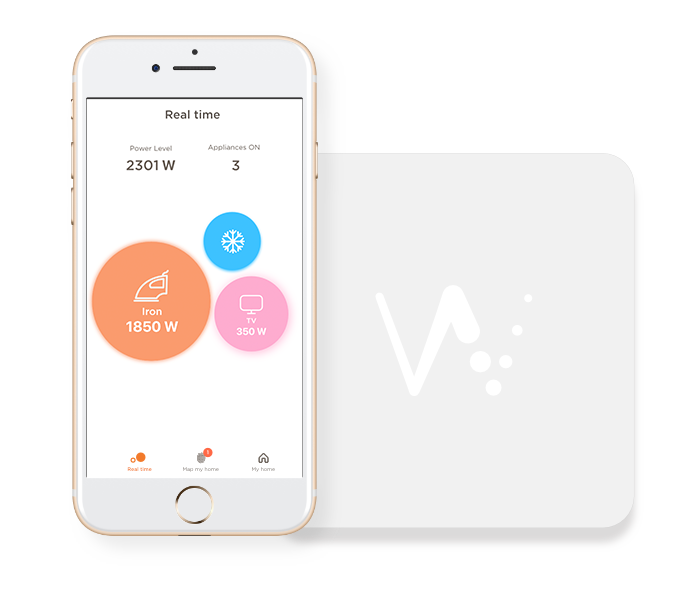 Real time
Power Level
Appliances ON
2301 W
3
Iron
1850 W
TV
350 W
1
Real time
Map my home
My home